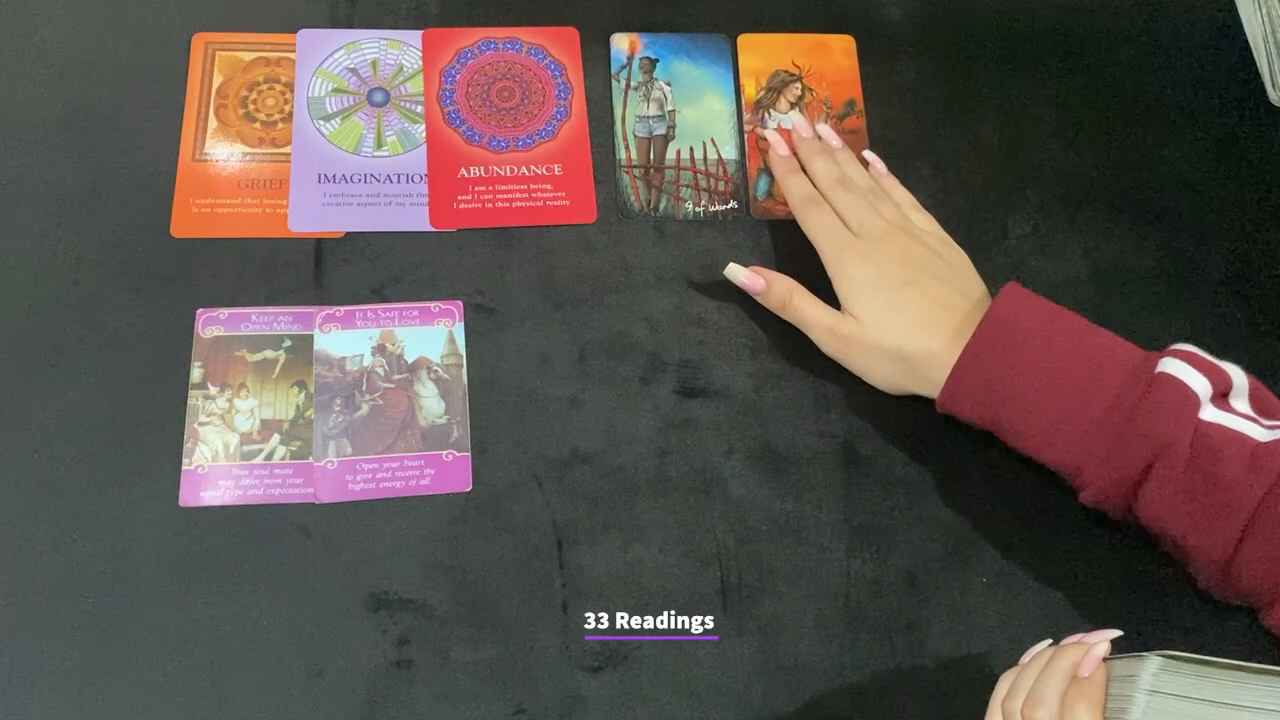 GRIEF
I understand that losing
is an opportunity to
IMAGINATION
I embrace and nourish the
creative aspect of my mind
ABUNDANCE
I am a limitless being,
and I can manifest whatever
I desire in this physical reality
9 of Wands
KEEP AN
OPEN MIND
Your soul mate
may differ from your
usual type and expectation
IT IS SAFE FOR
YOU TO LOVE
Open your heart
to give and receive the
highest energy of all.
33 Readings